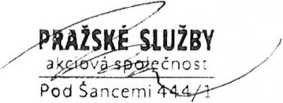 PRAŽSKÉ SLUŽBY
akciová společnost
Pod Šancemi 444/1